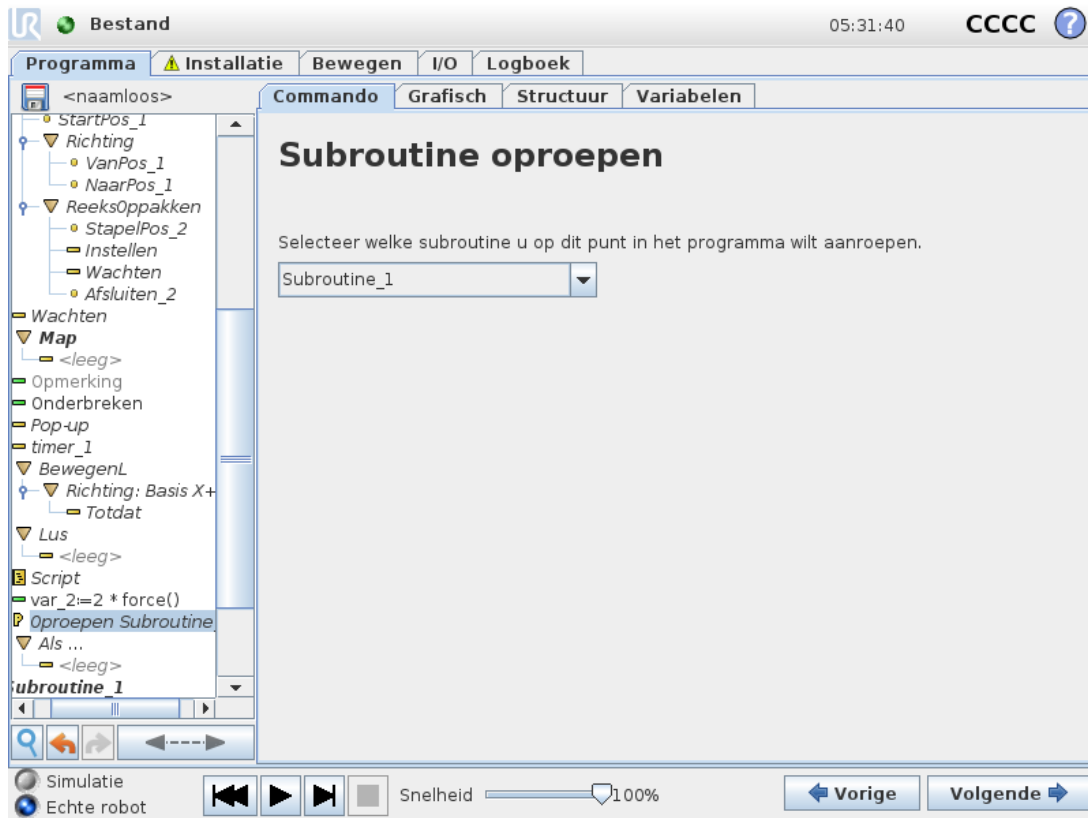 UR Bestand 05:31:40 CCCC ?
Programma Installatie Bewegen I/O Logboek
<naamloos>
Commando Grafisch Structuur Variabelen
StartPos_1
Richting
VanPos_1
NaarPos_1
ReeksOppakken
StapelPos_2
Instellen
Wachten
Afsluiten_2
Wachten
Map
<leeg>
Opmerking
Onderbreken
Pop-up
timer_1
BewegenL
Richting: Basis X+
Totdat
Lus
<leeg>
Script
var_2:=2 * force()
Oproepen Subroutine_
Als ...
<leeg>
Subroutine_1
Subroutine oproepen
Selecteer welke subroutine u op dit punt in het programma wilt aanroepen.
Subroutine_1
Simulatie
Echte robot
Snelheid 100%
Vorige Volgende